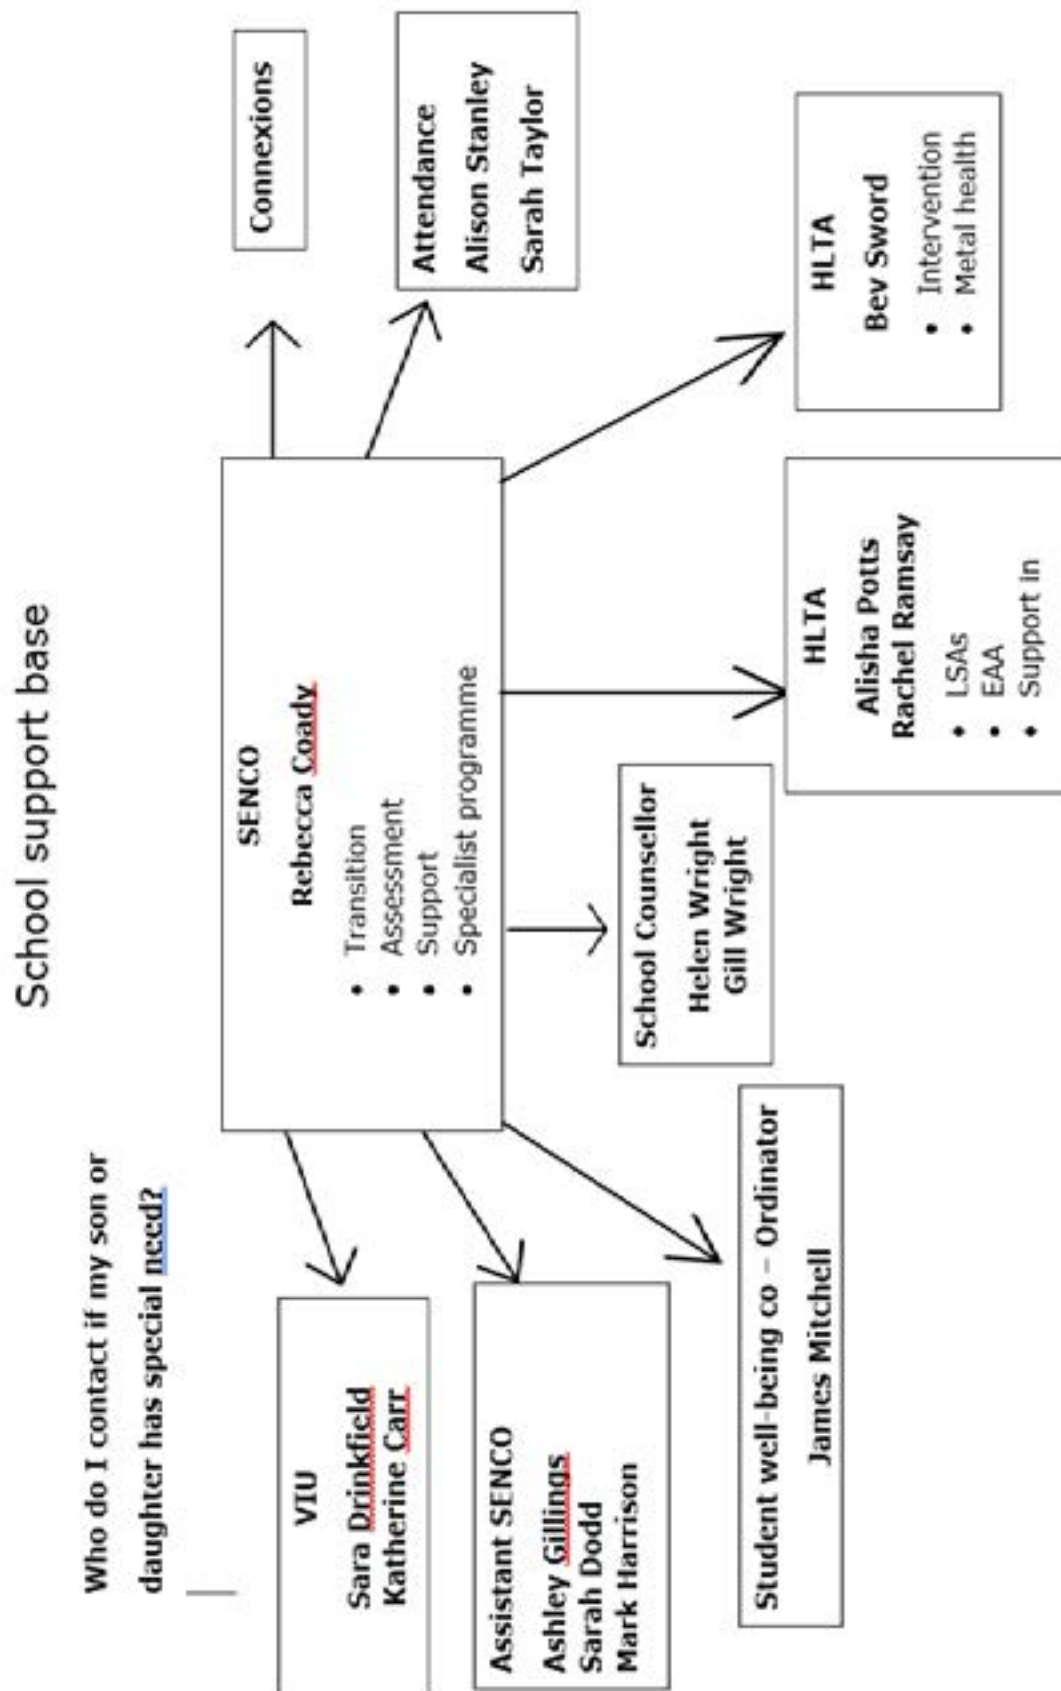 School support base
Who do I contact if my son or
daughter has special need?
SENCO
Rebecca Coady
• Transition
• Assessment
• Support
• Specialist programme
VIU
Sara Drinkfield
Katherine Carr
Assistant SENCO
Ashley Gillings
Sarah Dodd
Mark Harrison
Student well-being co – Ordinator
James Mitchell
School Counsellor
Helen Wright
Gill Wright
HLTA
Alisha Potts
Rachel Ramsay
• LSAs
• EAA
• Support in
HLTA
Bev Sword
• Intervention
• Metal health
Attendance
Alison Stanley
Sarah Taylor
Connexions